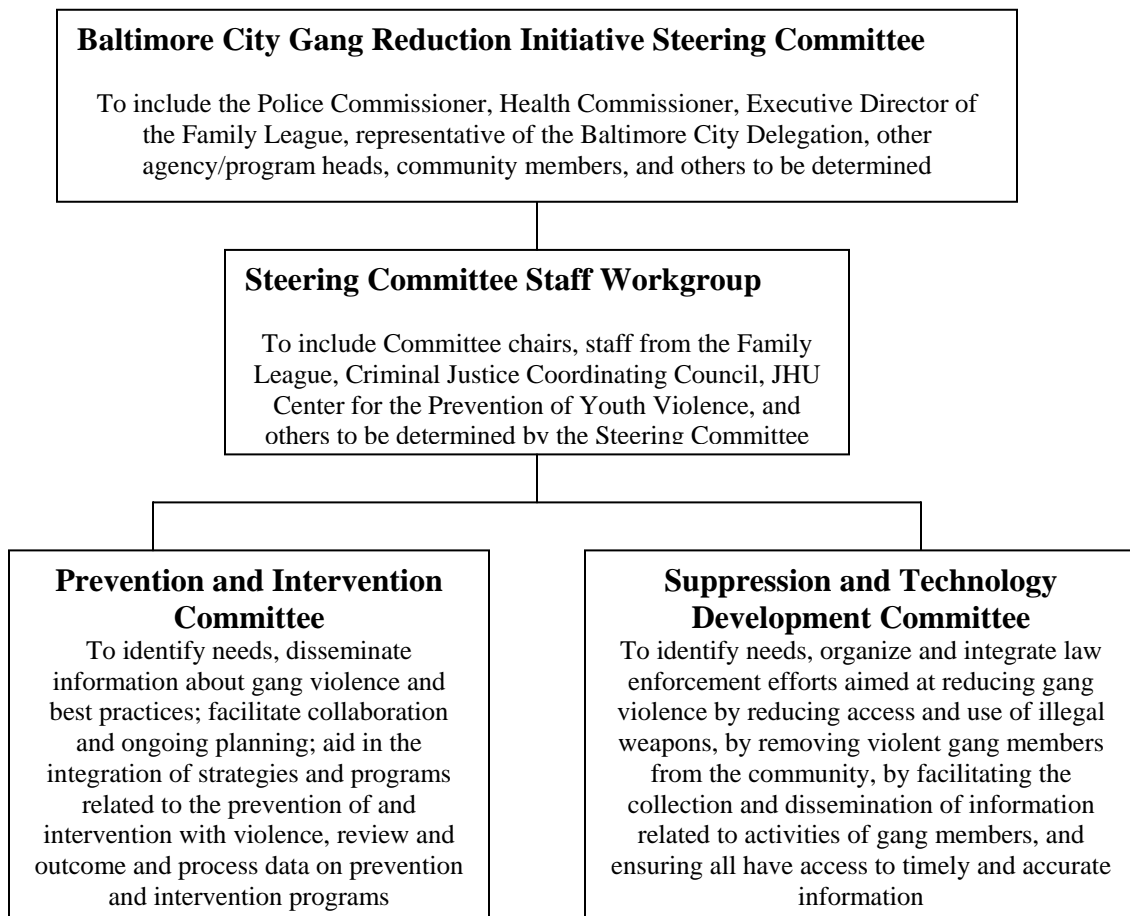 Baltimore City Gang Reduction Initiative Steering Committee
To include the Police Commissioner, Health Commissioner, Executive Director of
the Family League, representative of the Baltimore City Delegation, other
agency/program heads, community members, and others to be determined
Steering Committee Staff Workgroup
To include Committee chairs, staff from the Family
League, Criminal Justice Coordinating Council, JHU
Center for the Prevention of Youth Violence, and
others to be determined by the Steering Committee
Prevention and Intervention
Committee
To identify needs, disseminate
information about gang violence and
best practices; facilitate collaboration
and ongoing planning; aid in the
integration of strategies and programs
related to the prevention of and
intervention with violence, review and
outcome and process data on prevention
and intervention programs
Suppression and Technology
Development Committee
To identify needs, organize and integrate law
enforcement efforts aimed at reducing gang
violence by reducing access and use of illegal
weapons, by removing violent gang members
from the community, by facilitating the
collection and dissemination of information
related to activities of gang members, and
ensuring all have access to timely and accurate
information